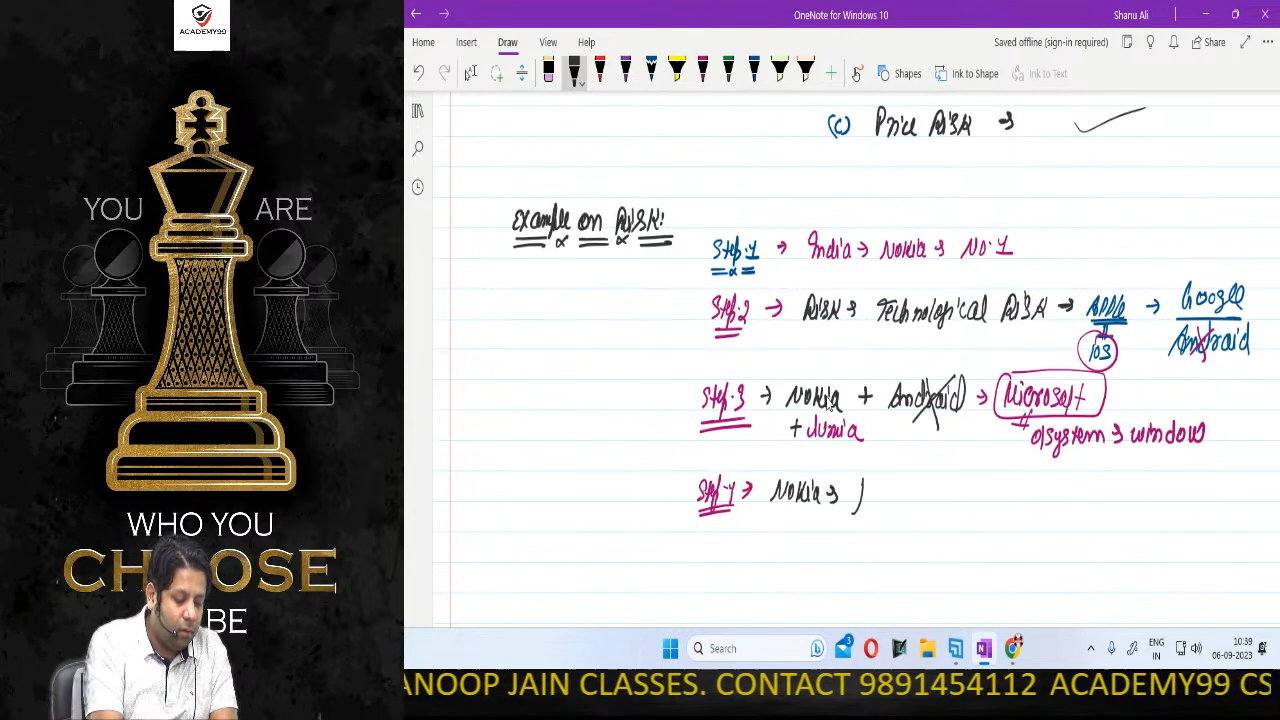 ACADEMY99
YOU ARE
WHO YOU
CHOOSE
BE
OneNote for Windows 10
Shanu Ali
Home Insert Draw View Help
Saved offline (sign-in required)
Share
Shapes
Ink to Shape
Ink to Text
(c) Price Risk →
Example on Risk:
Step-1 → India → Nokia → No.1
Step-2 → Risk → Technological Risk → Apple → Google
ios Android
Step-3 → Nokia + Android → Microsoft
+ Lumia o/system → window
Step-4 → Nokia →
Search
3
ENG
IN
10:39
06-09-2023
ANOOP JAIN CLASSES. CONTACT 9891454112 ACADEMY99 CS